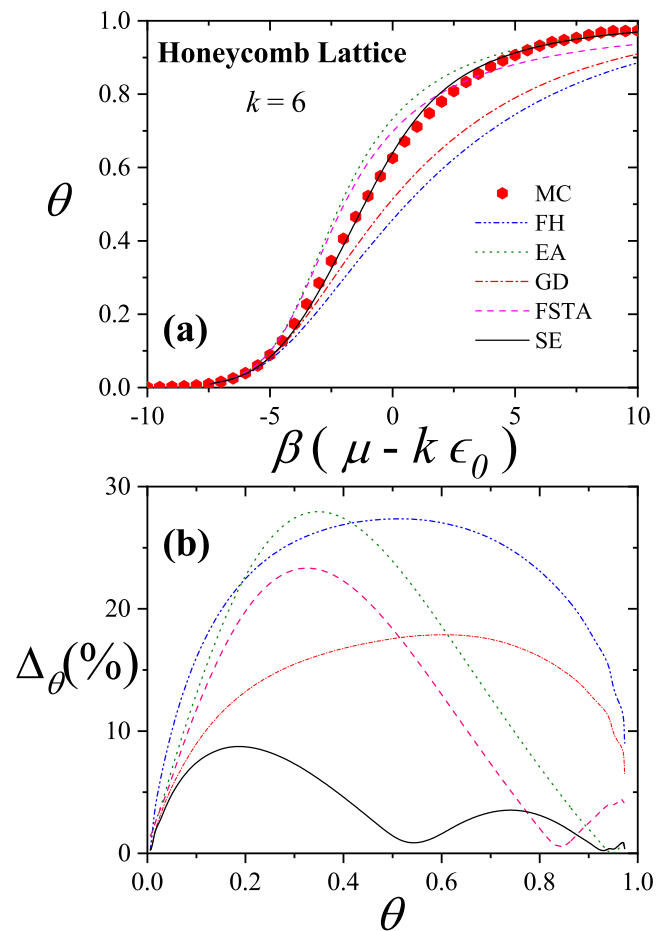 1.0
0.8
0.6
0.4
0.2
0.0
θ
Honeycomb Lattice
k = 6
MC
FH
EA
GD
FSTA
SE
(a)
-10 -5 0 5 10
β ( μ - k ϵ₀ )
30
20
10
0
Δθ(%)
(b)
0.0 0.2 0.4 0.6 0.8 1.0
θ